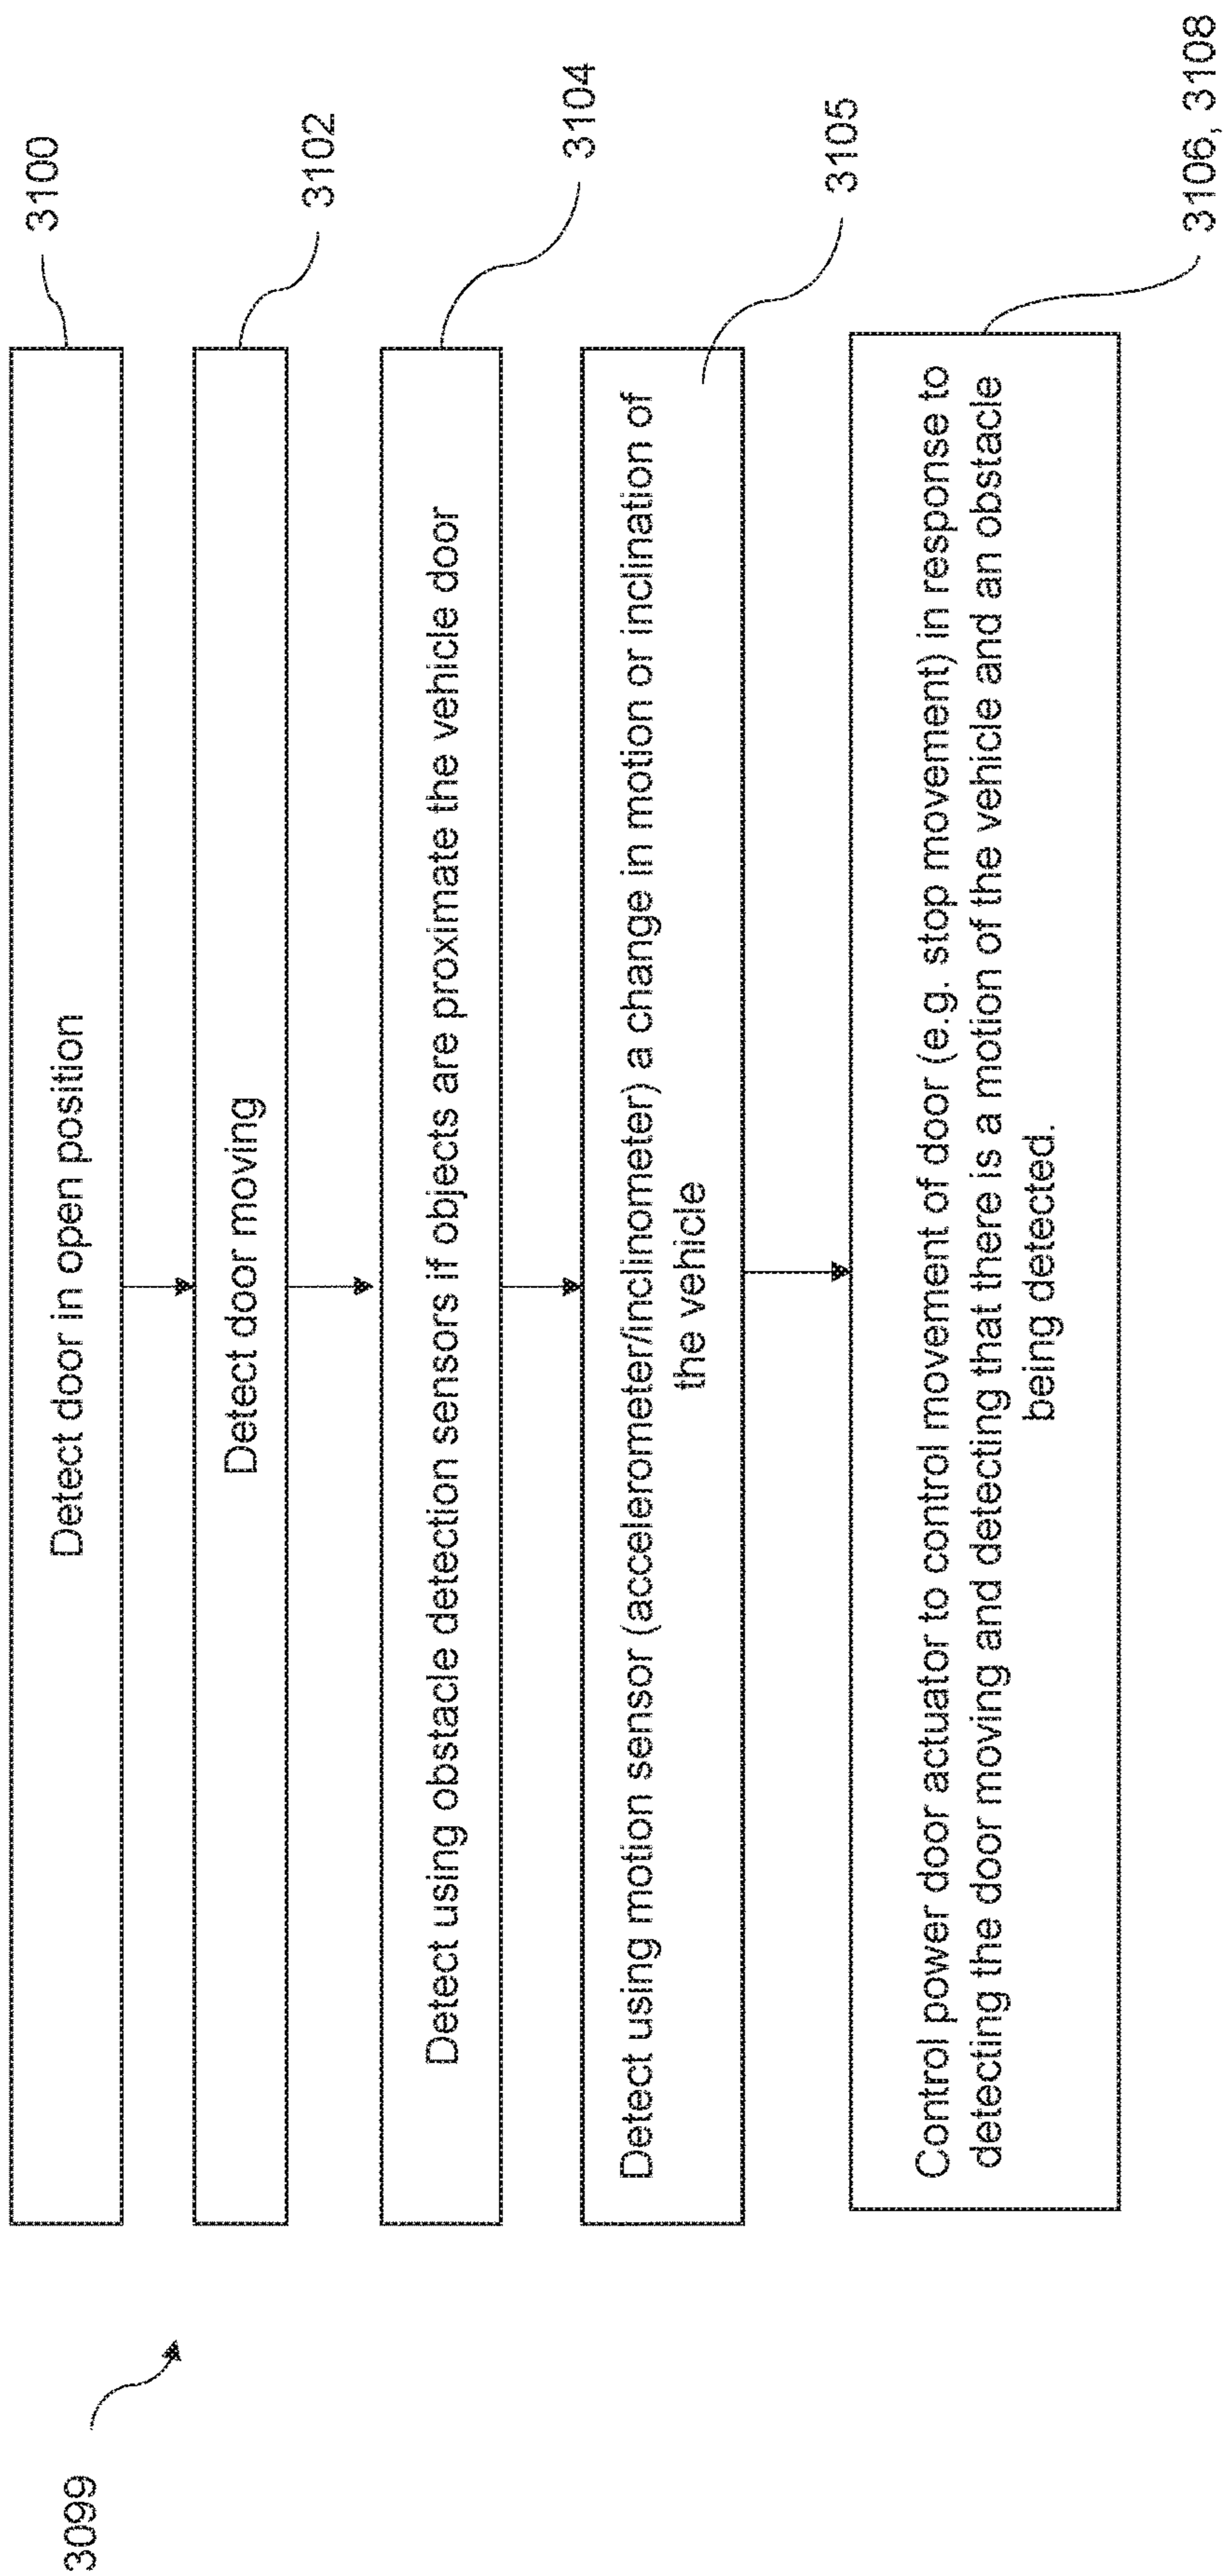 3099
Detect door in open position
3100
Detect door moving
3102
Detect using obstacle detection sensors if objects are proximate the vehicle door
3104
Detect using motion sensor (accelerometer/inclinometer) a change in motion or inclination of
the vehicle
3105
Control power door actuator to control movement of door (e.g. stop movement) in response to
detecting the door moving and detecting that there is a motion of the vehicle and an obstacle
being detected.
3106, 3108